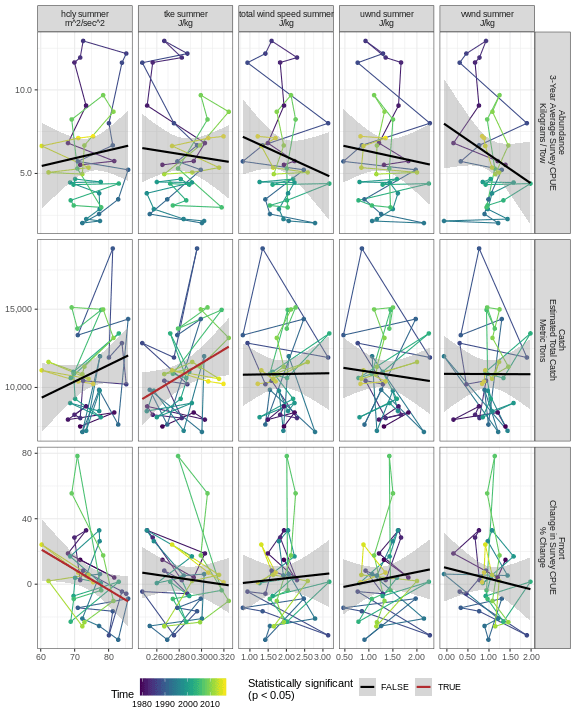 hdly summer
m^2/sec^2
tke summer
J/kg
total wind speed summer
J/kg
uwnd summer
J/kg
vwnd summer
J/kg
10.0
5.0
Abundance
3-Year Average Survey CPUE
Kilograms / Tow
15,000
10,000
Catch
Estimated Total Catch
Metric Tons
80
40
0
Fmort
Change in Survey CPUE
% Change
60 70 80
0.260 0.280 0.300 0.320
1.00 1.50 2.00 2.50 3.00
0.50 1.00 1.50 2.00
0.00 0.50 1.00 1.50 2.00
Time
1980 1990 2000 2010
Statistically significant
(p < 0.05)
FALSE
TRUE